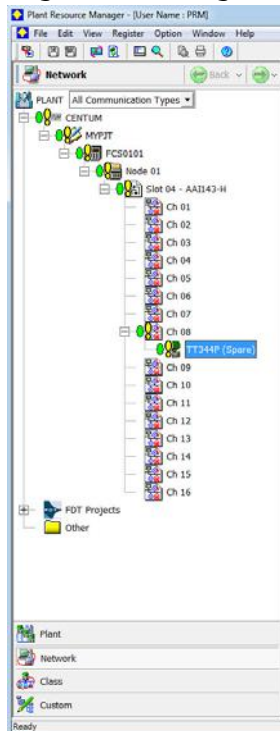 Plant Resource Manager - [User Name : PRM]
File Edit View Register Option Window Help
Network Back
PLANT All Communication Types
CENTUM
MYPJT
FCS0101
Node 01
Slot 04 - AAI143-H
Ch 01
Ch 02
Ch 03
Ch 04
Ch 05
Ch 06
Ch 07
Ch 08
TT344P (Spare)
Ch 09
Ch 10
Ch 11
Ch 12
Ch 13
Ch 14
Ch 15
Ch 16
FDT Projects
Other
Plant
Network
Class
Custom
Ready